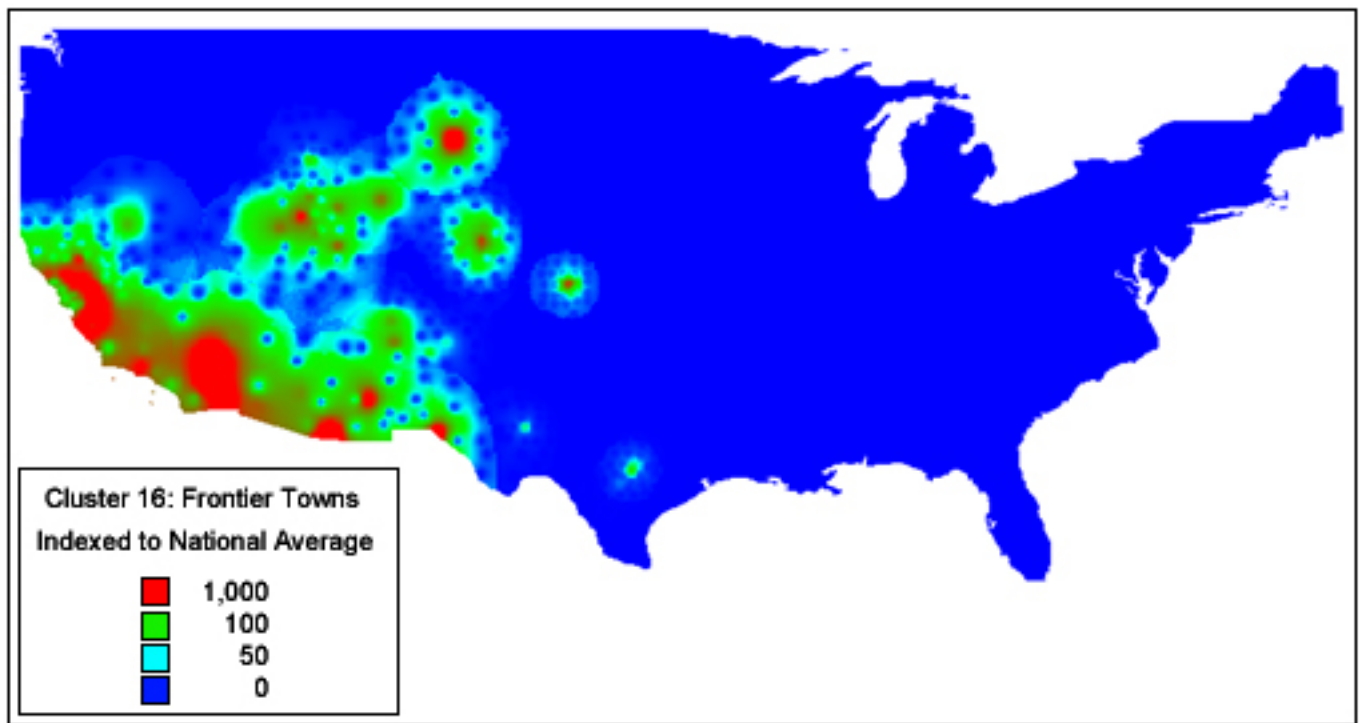 Cluster 16: Frontier Towns
Indexed to National Average
1,000
100
50
0